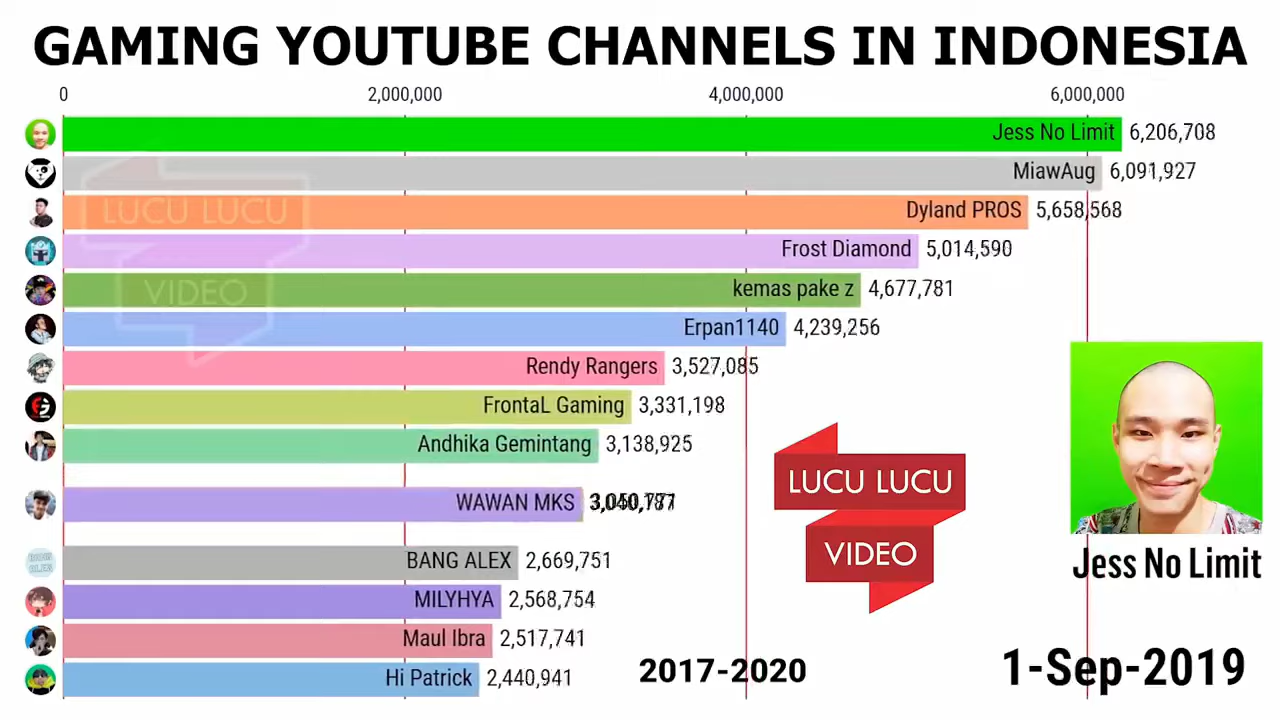 GAMING YOUTUBE CHANNELS IN INDONESIA
0 2,000,000 4,000,000 6,000,000
Jess No Limit 6,206,708
MiawAug 6,091,927
LUCU LUCU
Dyland PROS 5,658,568
Frost Diamond 5,014,590
VIDEO
kemas pake z 4,677,781
Erpan1140 4,239,256
Rendy Rangers 3,527,085
FrontaL Gaming 3,331,198
Andhika Gemintang 3,138,925
LUCU LUCU
WAWAN MKS
VIDEO
BANG ALEX 2,669,751
Jess No Limit
MILYHYA 2,568,754
Maul Ibra 2,517,741
Hi Patrick 2,440,941
2017-2020
1-Sep-2019